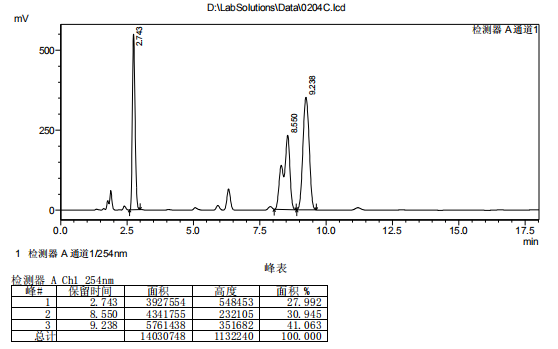 D:\LabSolutions\Data\0204C.lcd
mV
检测器 A 通道1
500
250
0
2.743
8.550
9.238
0.0 2.5 5.0 7.5 10.0 12.5 15.0 17.5
min
1 检测器 A 通道1/254nm
峰表
检测器 A Ch1 254nm
峰# 保留时间 面积 高度 面积 %
1 2.743 3927554 548453 27.992
2 8.550 4341755 232105 30.945
3 9.238 5761438 351682 41.063
总计 14030748 1132240 100.000